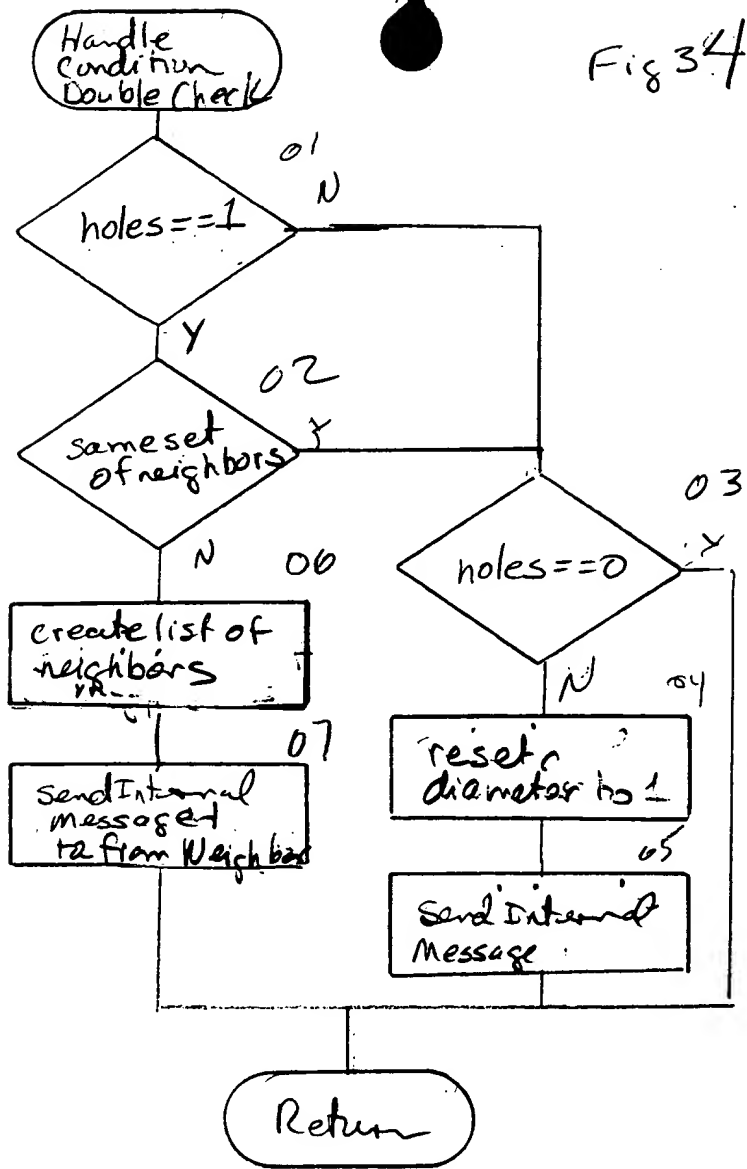 Fig 34
Handle
Condition
Double Check
01
holes==1
N
Y
02
same set
of neighbors
Y
N
03
holes==0
Y
N
06
create list of
neighbors
07
send Internal
message
to from Neighbor
04
reset
diameter to 1
05
Send Internal
Message
Return